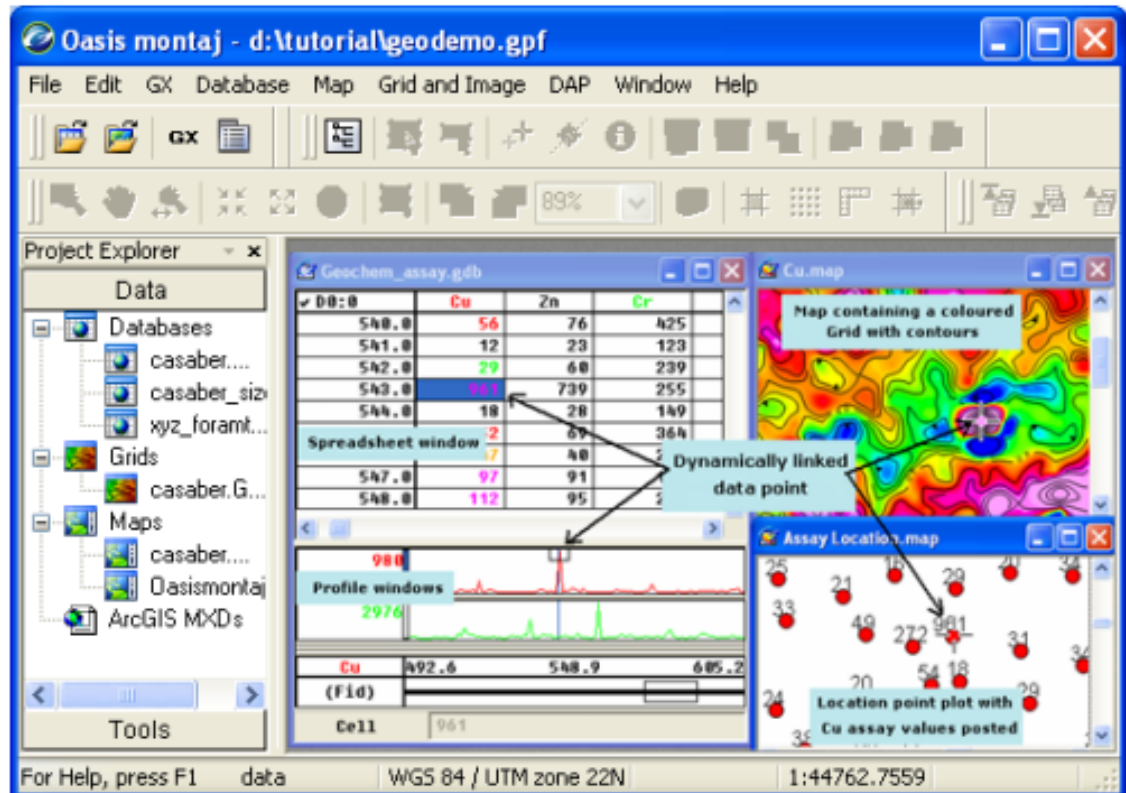 Oasis montaj - d:\tutorial\geodemo.gpf
File Edit GX Database Map Grid and Image DAP Window Help
GX
89%
Project Explorer
Data
Databases
casaber....
casaber_siz
xyz_foramt...
Grids
casaber.G...
Maps
casaber....
Oasismontaj
ArcGIS MXDs
Tools
Geochem_assay.gdb
D0:0 Cu Zn Cr
540.0 56 76 425
541.0 12 23 123
542.0 29 60 239
543.0 961 739 255
544.0 18 28 149
Spreadsheet window 69 364
40
547.0 97 91
548.0 112 95
Dynamically linked
data point
980
Profile windows
2976
Cu 492.6 548.9 605.2
(Fid)
Cell 961
Cu.map
Map containing a coloured
Grid with contours
Assay Location.map
25 21 29
33 49 272 961 31
20 54 18
24 29
Location point plot with
Cu assay values posted
For Help, press F1 data WGS 84 / UTM zone 22N 1:44762.7559